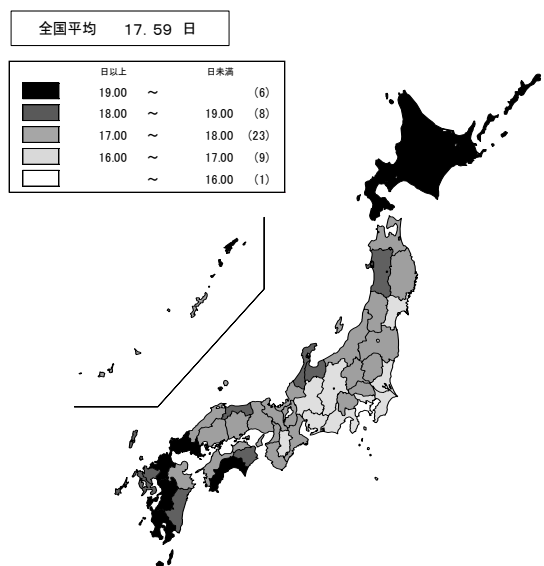 全国平均 17.59 日
日以上 日未満
19.00 ～ (6)
18.00 ～ 19.00 (8)
17.00 ～ 18.00 (23)
16.00 ～ 17.00 (9)
～ 16.00 (1)